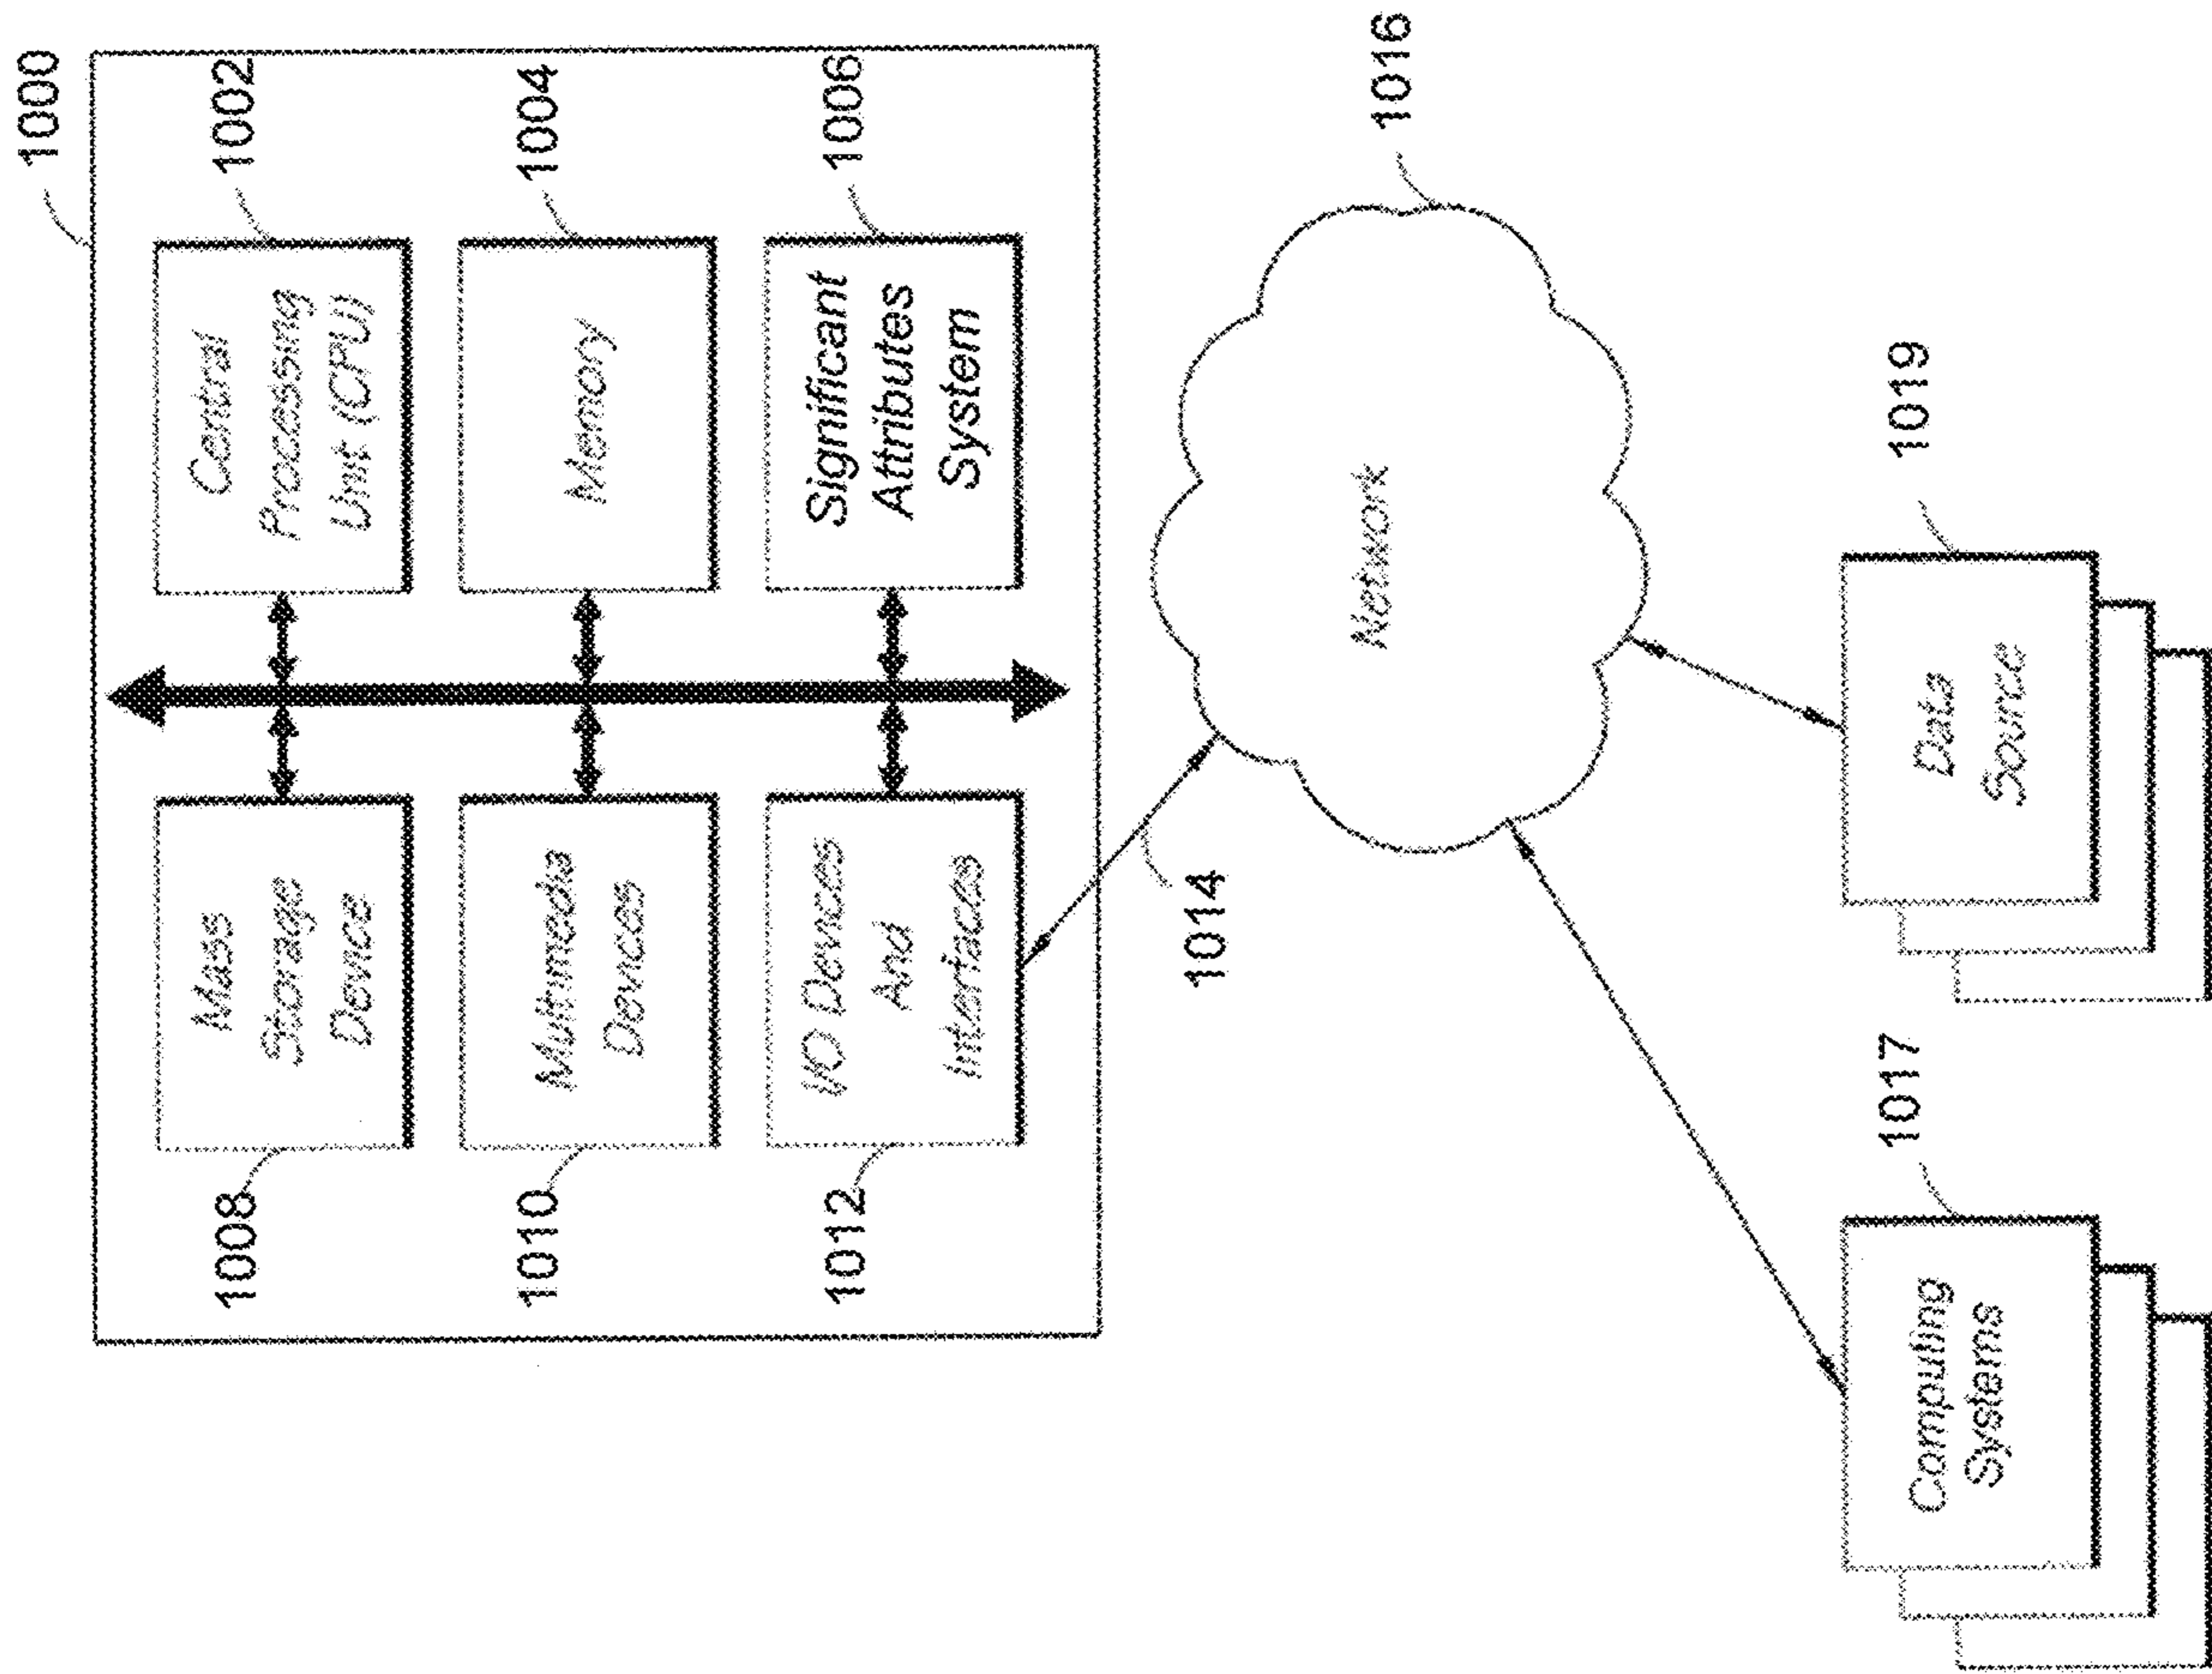 1000
1008
Mass
Storage
Device
Central
Processing
Unit (CPU)
1002
1010
Multimedia
Devices
Memory
1004
1012
I/O Devices
And
Interfaces
Significant
Attributes
System
1006
1014
Network
1016
1017
Computing
Systems
1019
Data
Source